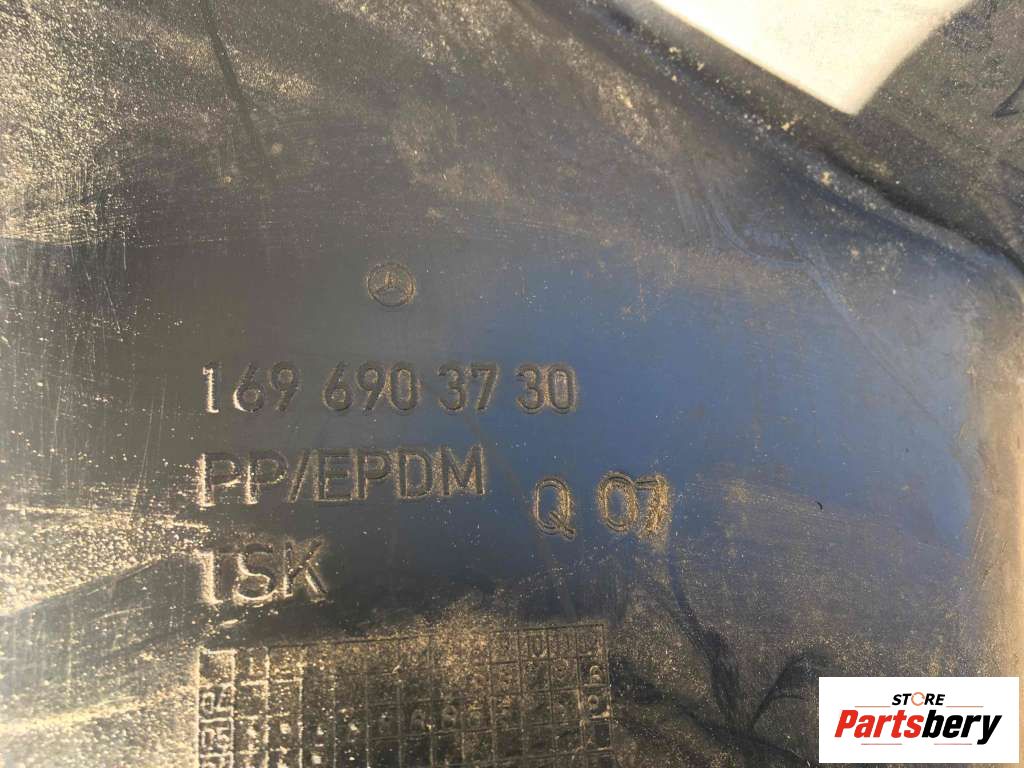 169 690 37 30
PP/EPDM
Q 07
TSK
STORE
Partsbery